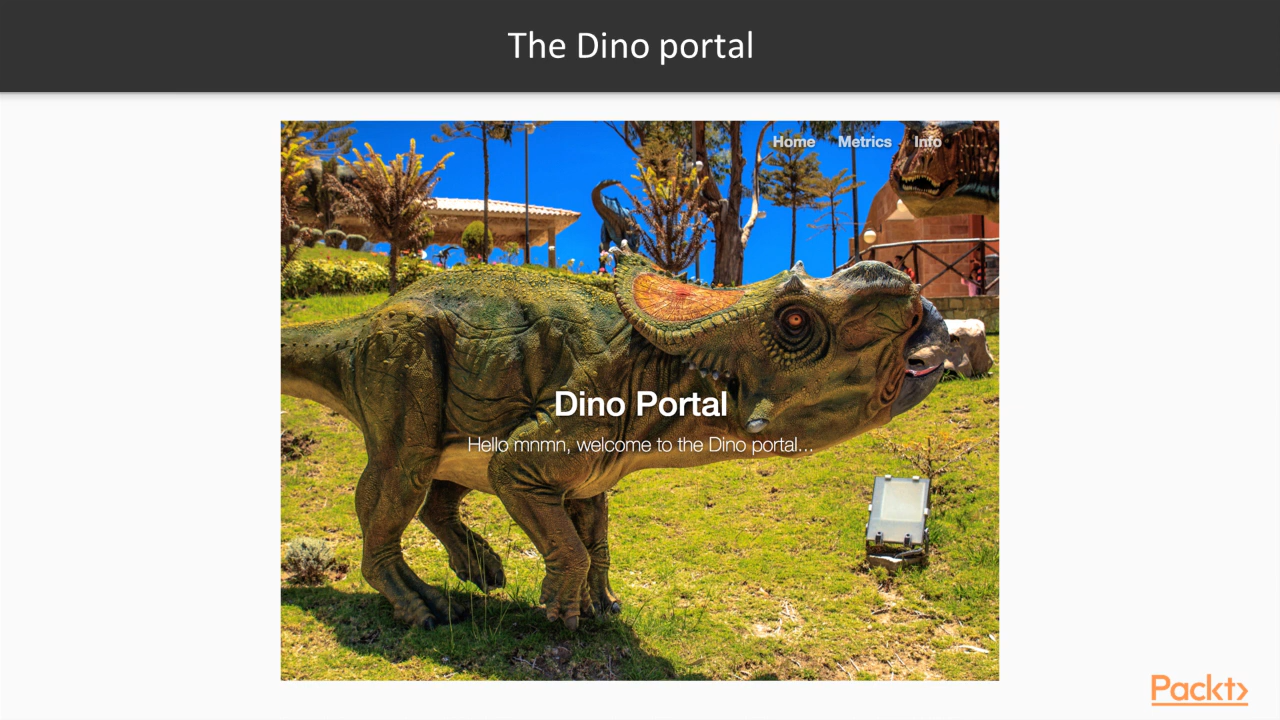 The Dino portal
Home Metrics Info
Dino Portal
Hello mnmn, welcome to the Dino portal...
Packt>